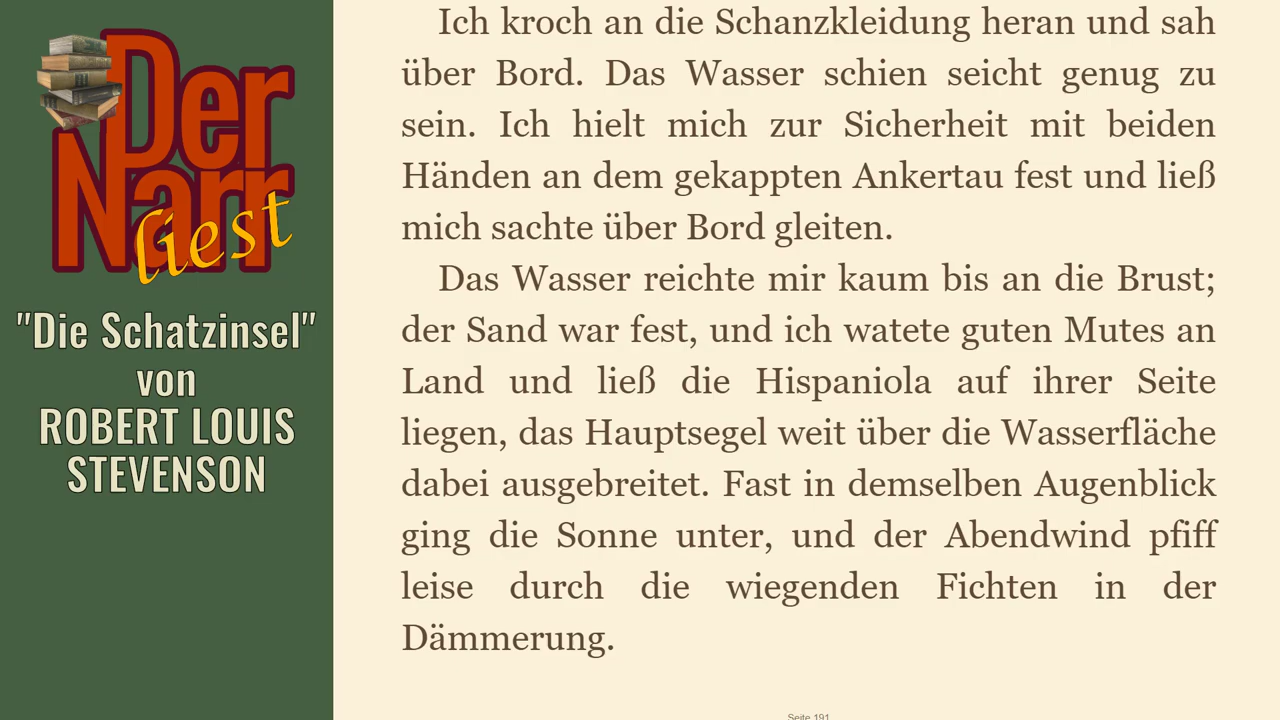 Der
Narr
liest
"Die Schatzinsel"
von
ROBERT LOUIS
STEVENSON
Ich kroch an die Schanzkleidung heran und sah
über Bord. Das Wasser schien seicht genug zu
sein. Ich hielt mich zur Sicherheit mit beiden
Händen an dem gekappten Ankertau fest und ließ
mich sachte über Bord gleiten.
Das Wasser reichte mir kaum bis an die Brust;
der Sand war fest, und ich watete guten Mutes an
Land und ließ die Hispaniola auf ihrer Seite
liegen, das Hauptsegel weit über die Wasserfläche
dabei ausgebreitet. Fast in demselben Augenblick
ging die Sonne unter, und der Abendwind pfiff
leise durch die wiegenden Fichten in der
Dämmerung.
Seite 191